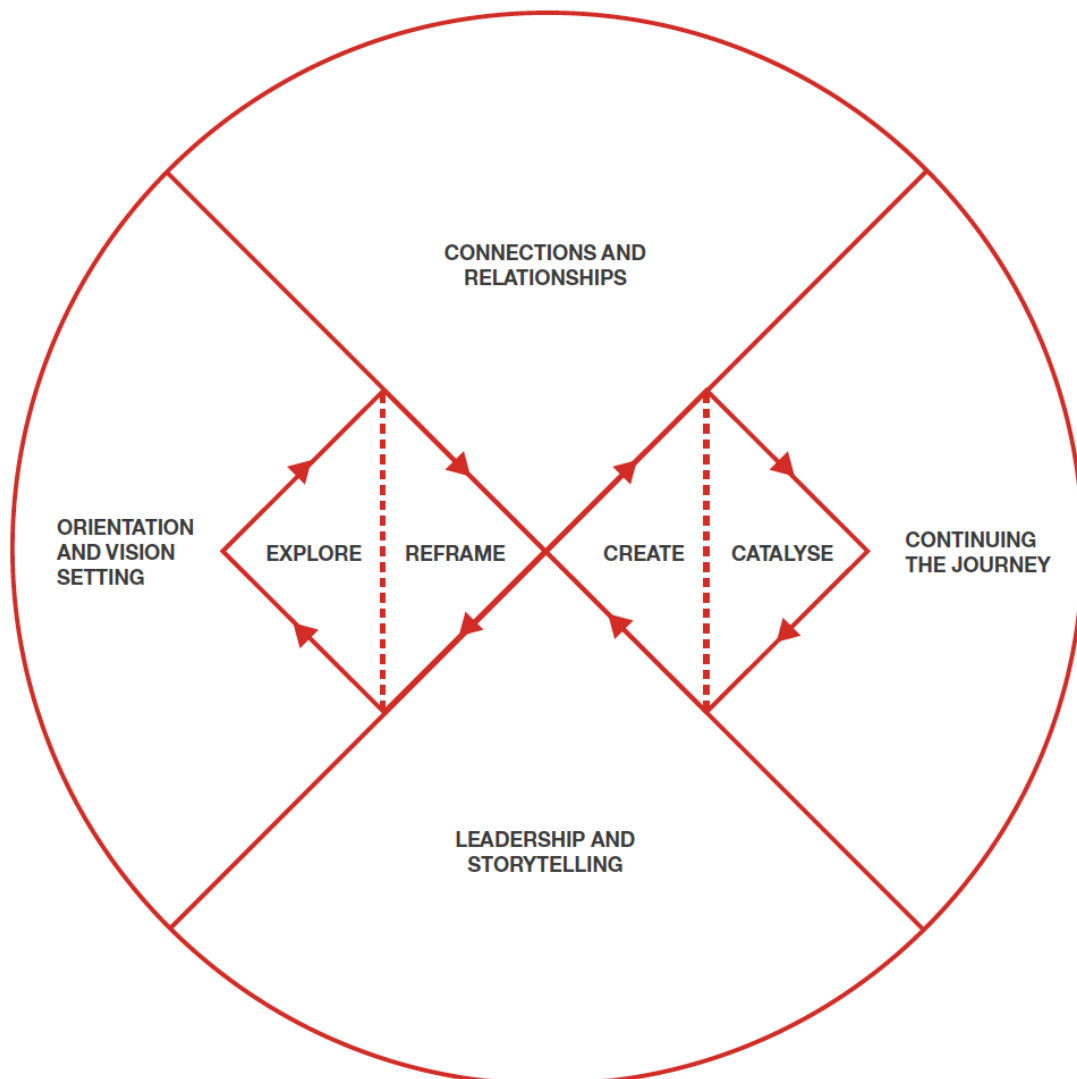 CONNECTIONS AND
RELATIONSHIPS
ORIENTATION
AND VISION
SETTING
EXPLORE
REFRAME
CREATE
CATALYSE
CONTINUING
THE JOURNEY
LEADERSHIP AND
STORYTELLING